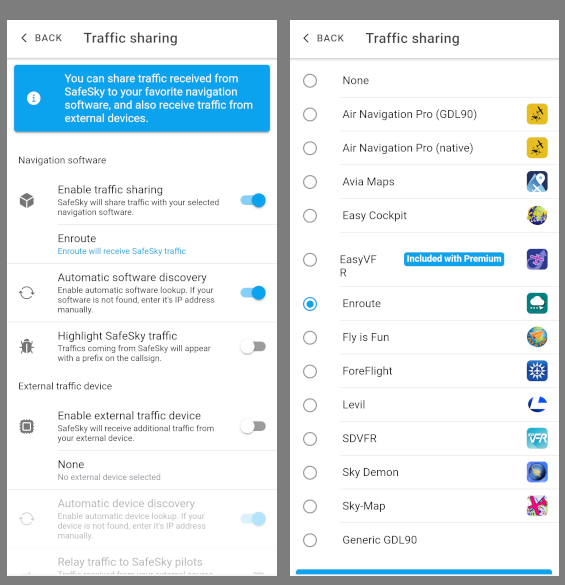 BACK Traffic sharing
You can share traffic received from
SafeSky to your favorite navigation
software, and also receive traffic from
external devices.
Navigation software
Enable traffic sharing
SafeSky will share traffic with your selected
navigation software.
Enroute
Enroute will receive SafeSky traffic
Automatic software discovery
Enable automatic software lookup. If your
software is not found, enter it's IP address
manually.
Highlight SafeSky traffic
Traffics coming from SafeSky will appear
with a prefix on the callsign.
External traffic device
Enable external traffic device
SafeSky will receive additional traffic from
your external device.
None
No external device selected
Automatic device discovery
Enable automatic device lookup. If your
device is not found, enter it's IP address
manually.
Relay traffic to SafeSky pilots
BACK Traffic sharing
None
Air Navigation Pro (GDL90)
Air Navigation Pro (native)
Avia Maps
Easy Cockpit
EasyVF
R
Included with Premium
Enroute
Fly is Fun
ForeFlight
Levil
SDVFR
VFR
Sky Demon
Sky-Map
Generic GDL90